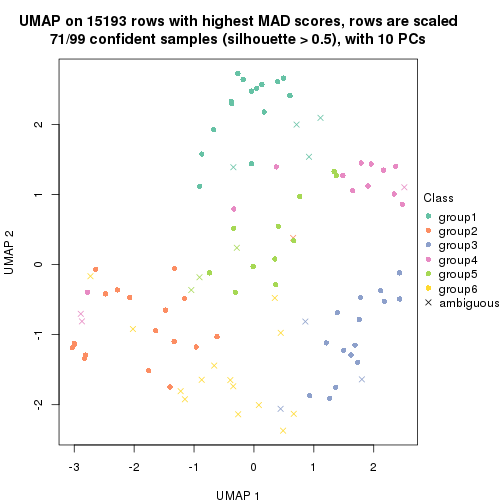 UMAP on 15193 rows with highest MAD scores, rows are scaled
71/99 confident samples (silhouette > 0.5), with 10 PCs
2
1
0
-1
-2
UMAP 2
-3
-2
-1
0
1
2
UMAP 1
Class
group1
group2
group3
group4
group5
group6
ambiguous